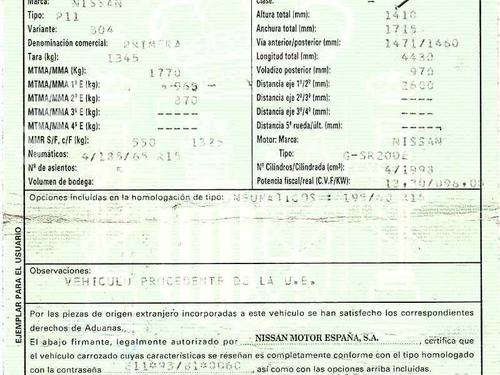 Marca: NISSAN
Tipo: P11
Variante: 304
Denominación comercial: PRIMERA
Tara (kg): 1345
MTMA/MMA (Kg): 1770
MTMA/MMA 1º E (kg): 965
MTMA/MMA 2º E (kg): 870
MTMA/MMA 3º E (kg): -----
MTMA/MMA 4º E (kg): -----
MMR S/F, c/F (kg): 550 1325
Neumáticos: 4/185/65 R15
Nº de asientos: 5
Volumen de bodega:
Clase:
Altura total (mm): 1410
Anchura total (mm): 1715
Vía anterior/posterior (mm): 1471/1460
Longitud total (mm): 4430
Voladizo posterior (mm): 970
Distancia eje 1º/2º (mm): 2600
Distancia eje 2º/3º (mm): -----
Distancia eje 3º/4º (mm): -----
Distancia 5ª rueda/últ. (mm): -----
Motor: Marca: NISSAN
Tipo: G-SR20DE
Nº Cilindros/Cilindrada (cm³): 4/1998
Potencia fiscal/real (C.V.F/KW):
Opciones incluidas en la homologación de tipo: NEUMATICOS : 195/60 R15
Observaciones:
VEHICULO PROCEDENTE DE LA U.E.
EJEMPLAR PARA EL USUARIO
Por las piezas de origen extranjero incorporadas a este vehículo se han satisfecho los correspondientes
derechos de Aduanas.
El abajo firmante, legalmente autorizado por NISSAN MOTOR ESPAÑA, S.A. , certifica que
el vehículo carrozado cuyas características se reseñan es completamente conforme con el tipo homologado
con la contraseña , así como con las opciones arriba incluidas.